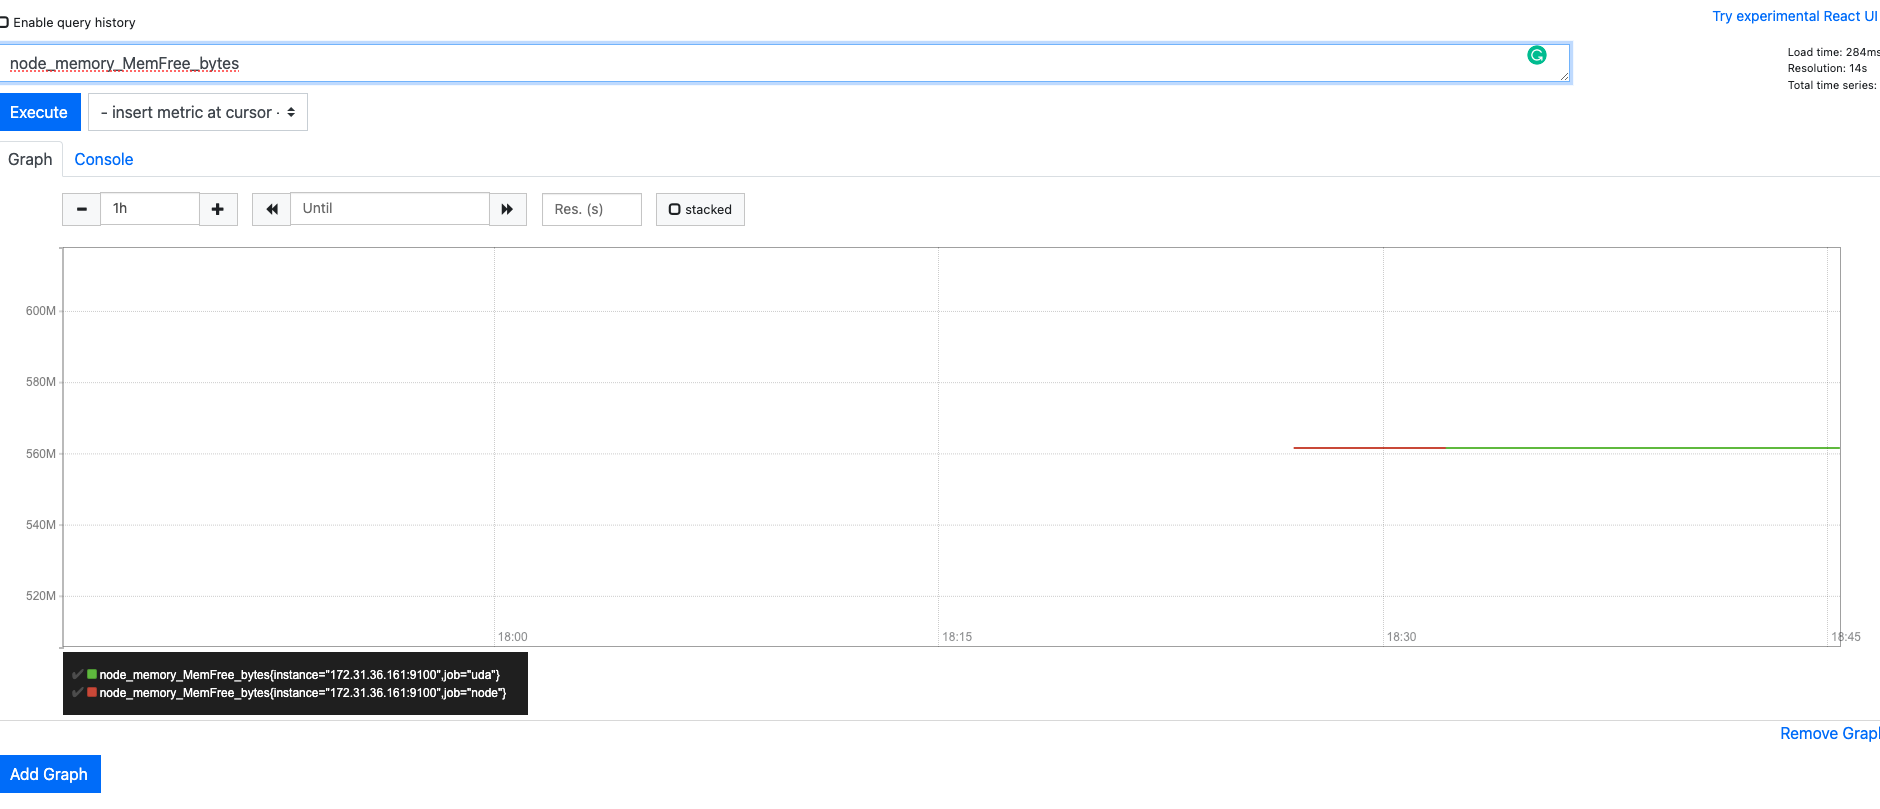 Enable query history
Try experimental React UI
node_memory_MemFree_bytes
Load time: 284ms
Resolution: 14s
Total time series:
Execute
- insert metric at cursor -
Graph
Console
1h
Until
Res. (s)
stacked
600M
580M
560M
540M
520M
18:00
18:15
18:30
18:45
node_memory_MemFree_bytes{instance="172.31.36.161:9100",job="uda"}
node_memory_MemFree_bytes{instance="172.31.36.161:9100",job="node"}
Remove Graph
Add Graph